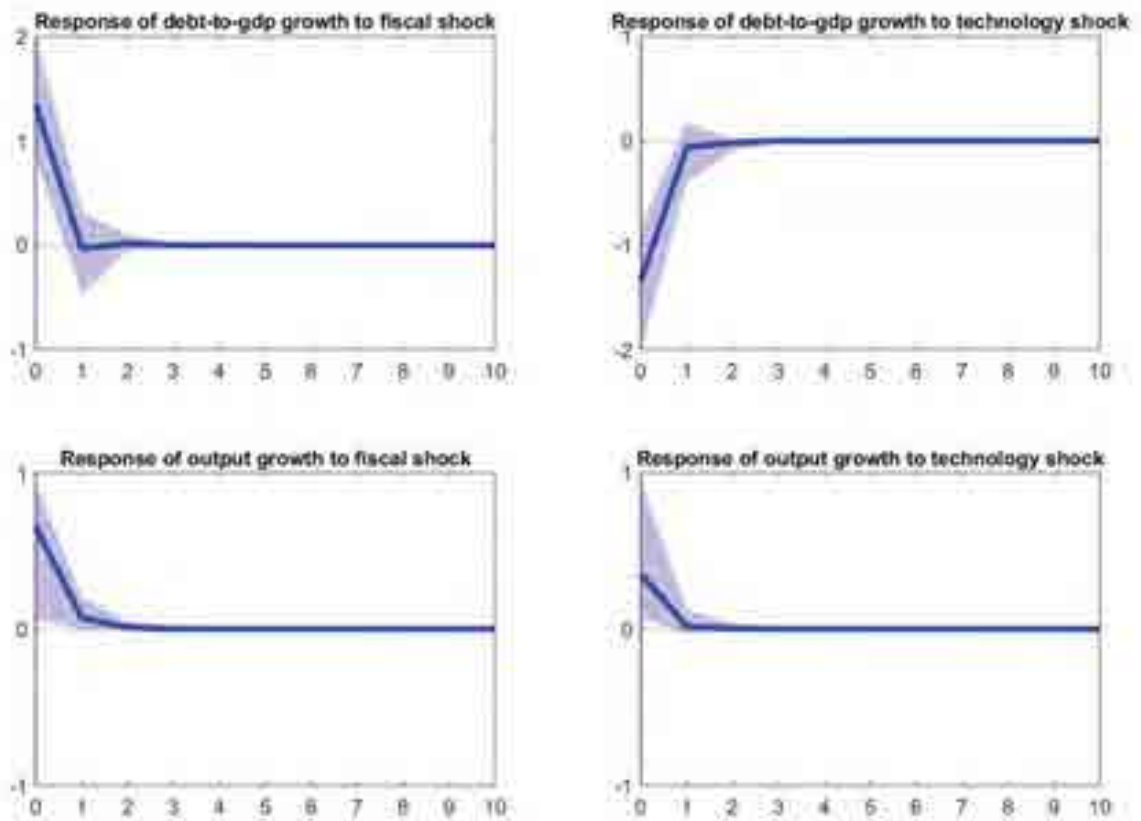 Response of debt-to-gdp growth to fiscal shock
2
1
0
-1
0 1 2 3 4 5 6 7 8 9 10
Response of debt-to-gdp growth to technology shock
1
0
-1
-2
0 1 2 3 4 5 6 7 8 9 10
Response of output growth to fiscal shock
1
0
-1
0 1 2 3 4 5 6 7 8 9 10
Response of output growth to technology shock
1
0
-1
0 1 2 3 4 5 6 7 8 9 10